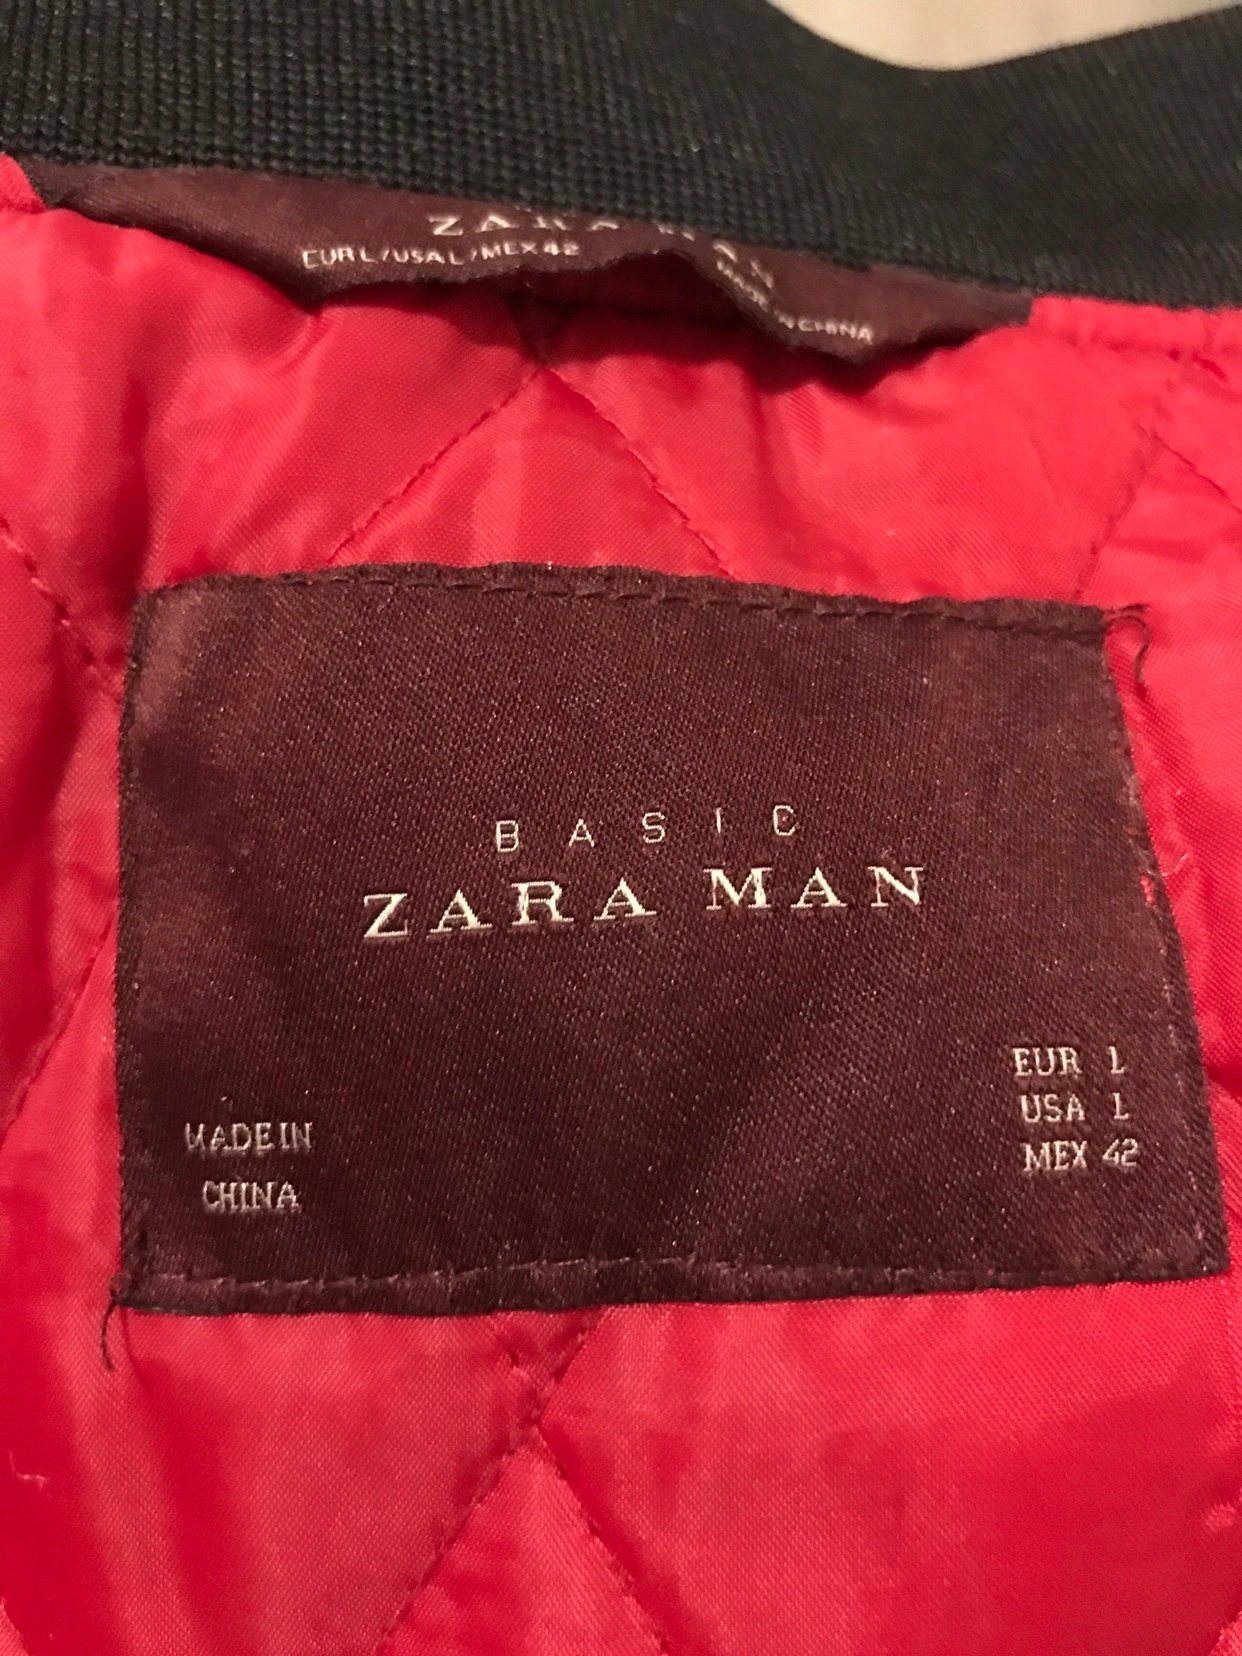 ZARA MAN
EUR L / USA L / MEX 42
MADE IN CHINA
BASIC
ZARA MAN
MADE IN
CHINA
EUR L
USA L
MEX 42